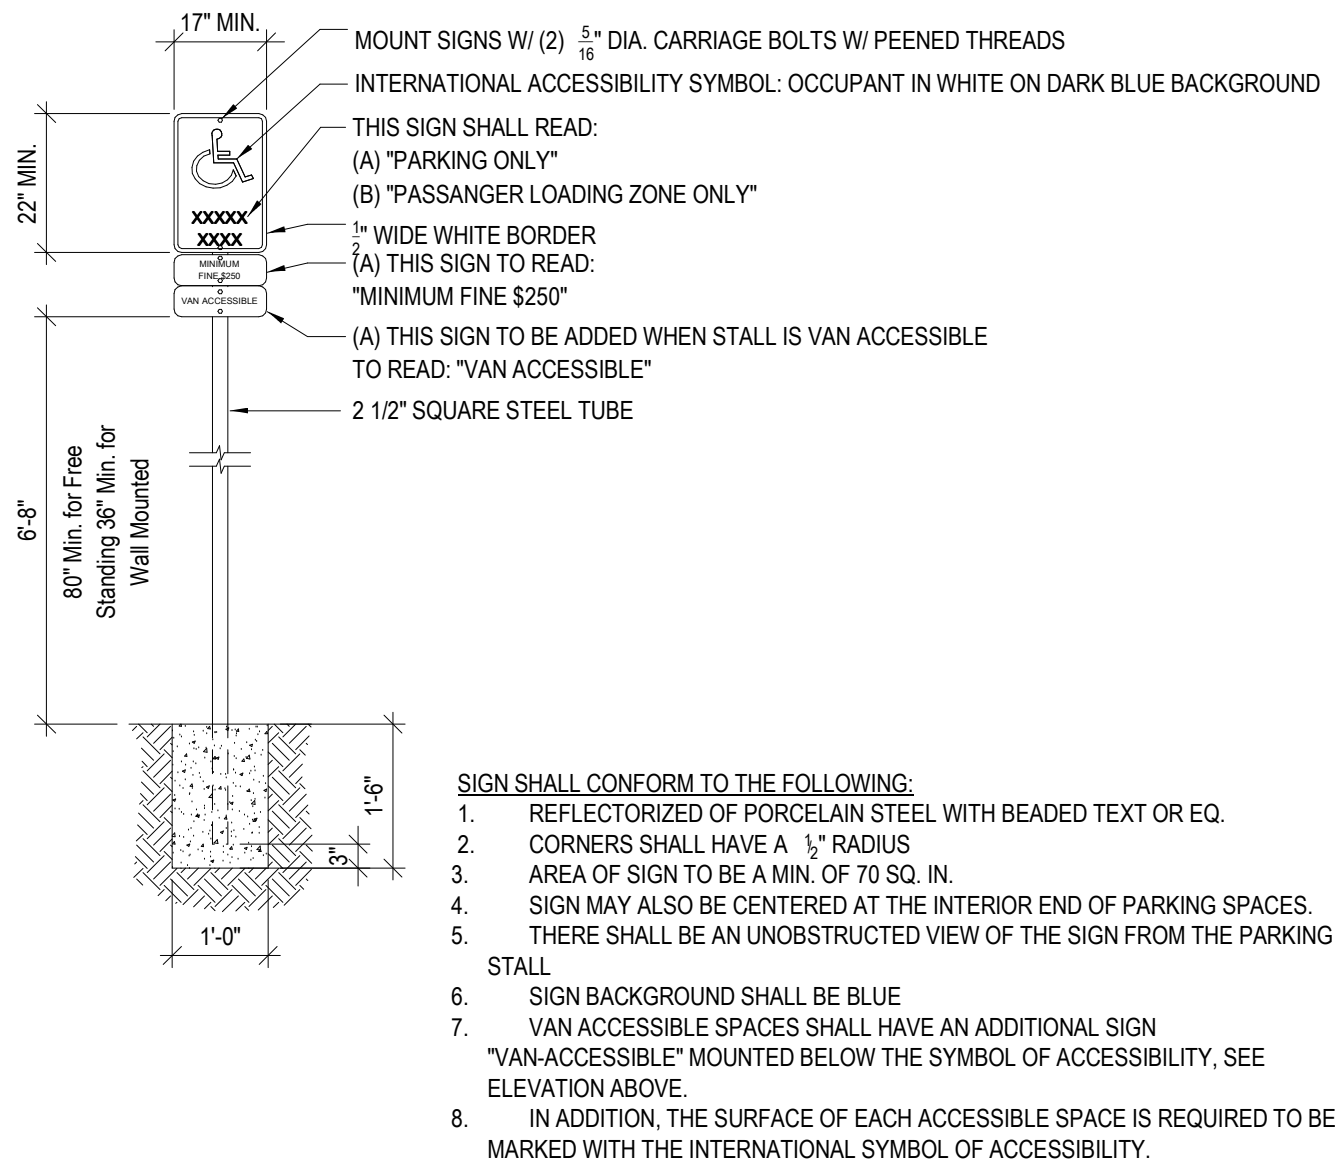 17" MIN.
MOUNT SIGNS W/ (2) 5/16" DIA. CARRIAGE BOLTS W/ PEENED THREADS
INTERNATIONAL ACCESSIBILITY SYMBOL: OCCUPANT IN WHITE ON DARK BLUE BACKGROUND
22" MIN.
THIS SIGN SHALL READ:
(A) "PARKING ONLY"
(B) "PASSANGER LOADING ZONE ONLY"
XXXXX
XXXX
1/2" WIDE WHITE BORDER
MINIMUM
FINE $250
(A) THIS SIGN TO READ:
"MINIMUM FINE $250"
VAN ACCESSIBLE
(A) THIS SIGN TO BE ADDED WHEN STALL IS VAN ACCESSIBLE
TO READ: "VAN ACCESSIBLE"
2 1/2" SQUARE STEEL TUBE
6'-8"
80" Min. for Free
Standing 36" Min. for
Wall Mounted
1'-6"
3"
1'-0"
SIGN SHALL CONFORM TO THE FOLLOWING:
1. REFLECTORIZED OF PORCELAIN STEEL WITH BEADED TEXT OR EQ.
2. CORNERS SHALL HAVE A 1/2" RADIUS
3. AREA OF SIGN TO BE A MIN. OF 70 SQ. IN.
4. SIGN MAY ALSO BE CENTERED AT THE INTERIOR END OF PARKING SPACES.
5. THERE SHALL BE AN UNOBSTRUCTED VIEW OF THE SIGN FROM THE PARKING
STALL
6. SIGN BACKGROUND SHALL BE BLUE
7. VAN ACCESSIBLE SPACES SHALL HAVE AN ADDITIONAL SIGN
"VAN-ACCESSIBLE" MOUNTED BELOW THE SYMBOL OF ACCESSIBILITY, SEE
ELEVATION ABOVE.
8. IN ADDITION, THE SURFACE OF EACH ACCESSIBLE SPACE IS REQUIRED TO BE
MARKED WITH THE INTERNATIONAL SYMBOL OF ACCESSIBILITY.